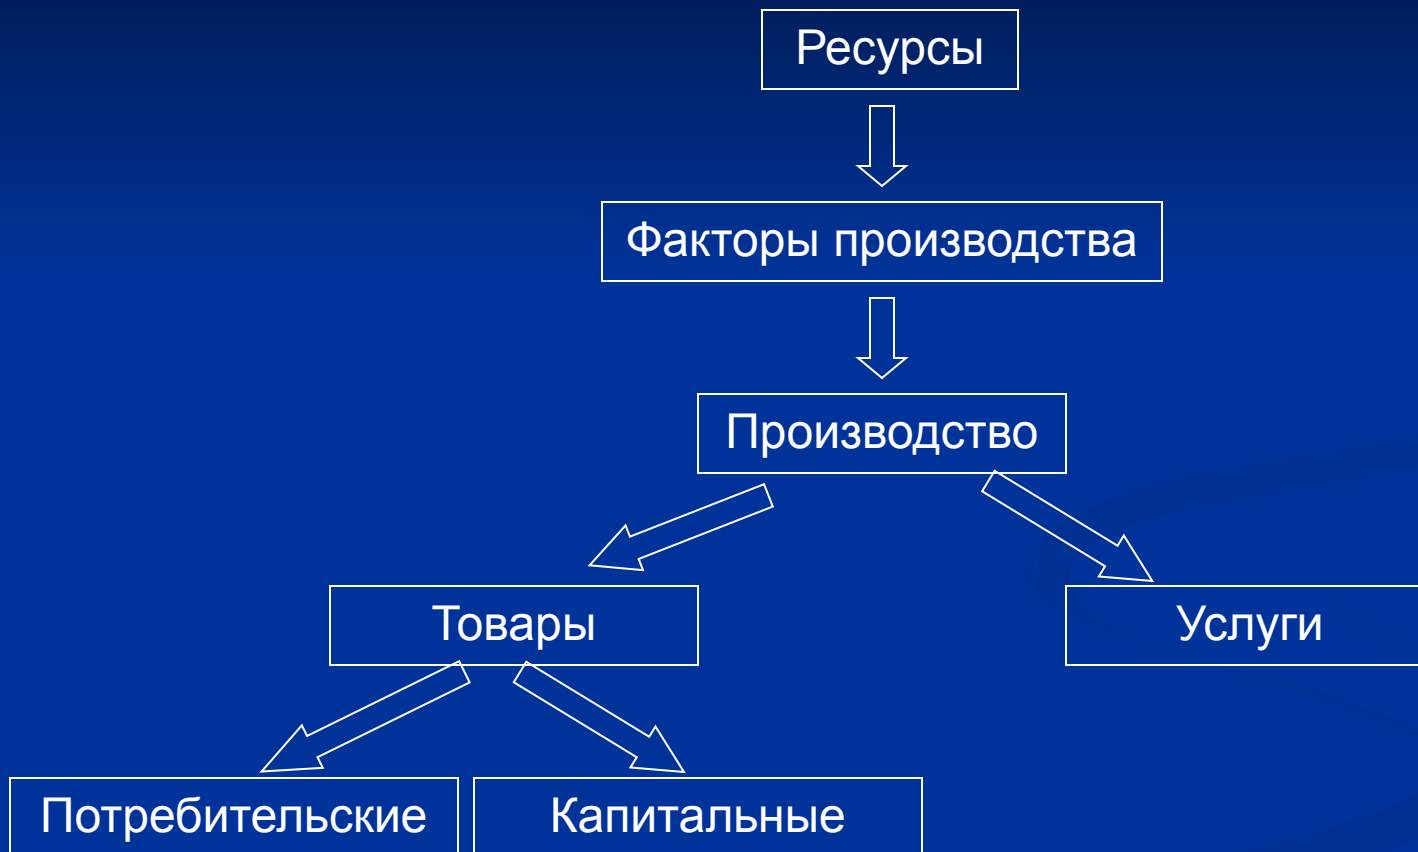 Ресурсы
Факторы производства
Производство
Товары
Услуги
Потребительские
Капитальные